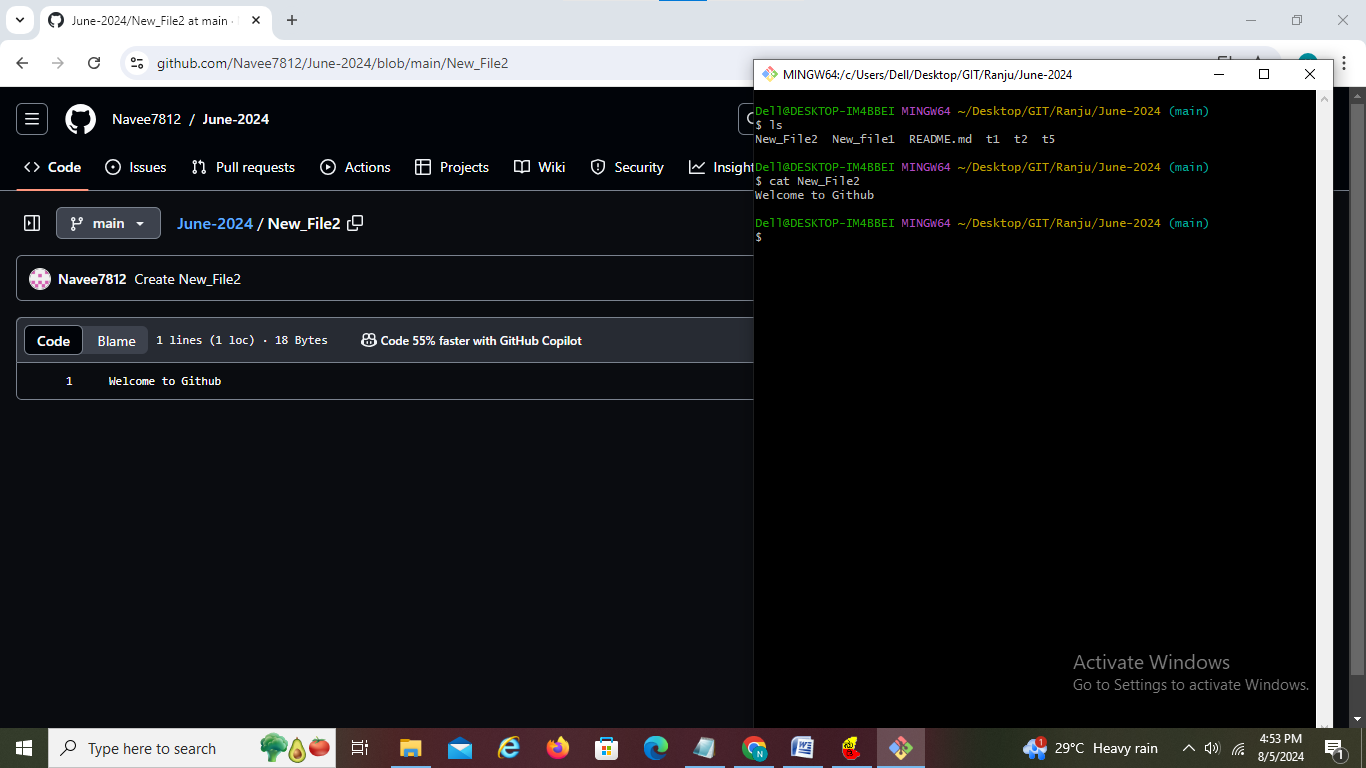 June-2024/New_File2 at main ·
github.com/Navee7812/June-2024/blob/main/New_File2
Navee7812 / June-2024
Code Issues Pull requests Actions Projects Wiki Security Insight
main June-2024 / New_File2
Navee7812 Create New_File2
Code Blame 1 lines (1 loc) · 18 Bytes Code 55% faster with GitHub Copilot
1 Welcome to Github
MINGW64:/c/Users/Dell/Desktop/GIT/Ranju/June-2024
Dell@DESKTOP-IM4BBEI MINGW64 ~/Desktop/GIT/Ranju/June-2024 (main)
$ ls
New_File2 New_file1 README.md t1 t2 t5
Dell@DESKTOP-IM4BBEI MINGW64 ~/Desktop/GIT/Ranju/June-2024 (main)
$ cat New_File2
Welcome to Github
Dell@DESKTOP-IM4BBEI MINGW64 ~/Desktop/GIT/Ranju/June-2024 (main)
$
Activate Windows
Go to Settings to activate Windows.
Type here to search
1
N
29°C Heavy rain
4:53 PM
8/5/2024
1